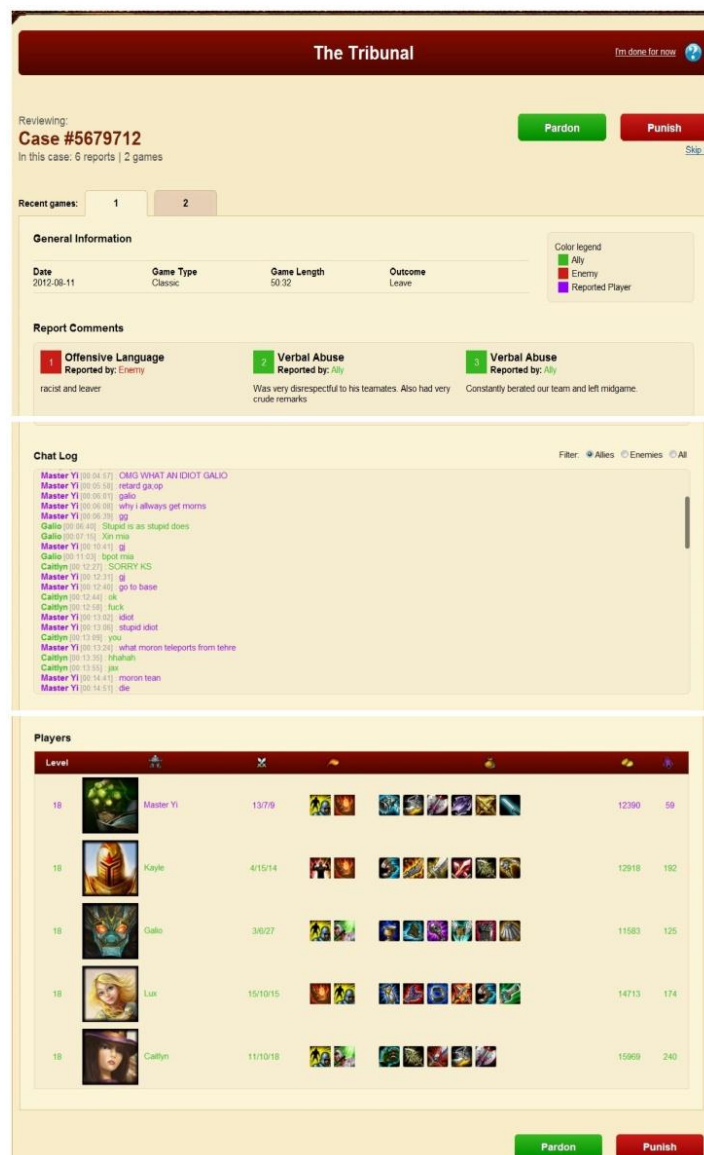 The Tribunal
I'm done for now
Reviewing:
Case #5679712
In this case: 6 reports | 2 games
Pardon
Punish
Skip
Recent games:
1
2
General Information
Color legend
Ally
Enemy
Reported Player
Date Game Type Game Length Outcome
2012-08-11 Classic 50:32 Leave
Report Comments
1 Offensive Language
Reported by: Enemy
racist and leaver
2 Verbal Abuse
Reported by: Ally
Was very disrespectful to his teamates. Also had very
crude remarks
3 Verbal Abuse
Reported by: Ally
Constantly berated our team and left midgame.
Chat Log
Filter: Allies Enemies All
Master Yi [00:04:57] OMG WHAT AN IDIOT GALIO
Master Yi [00:05:58] retard ga;op
Master Yi [00:06:01] galio
Master Yi [00:06:08] why i allways get morns
Master Yi [00:06:39] gg
Galio [00:06:40] Stupid is as stupid does
Galio [00:07:15] Xin mia
Master Yi [00:10:41] gj
Galio [00:11:03] bpot mia
Caitlyn [00:12:27] SORRY KS
Master Yi [00:12:31] gj
Master Yi [00:12:40] go to base
Caitlyn [00:12:44] ok
Caitlyn [00:12:58] fuck
Master Yi [00:13:02] idiot
Master Yi [00:13:06] stupid idiot
Caitlyn [00:13:09] you
Master Yi [00:13:24] what moron teleports from tehre
Caitlyn [00:13:35] hhahah
Caitlyn [00:13:55] jax
Master Yi [00:14:41] moron tean
Master Yi [00:14:51] die
Players
Level
18 Master Yi 13/7/9 12390 59
18 Kayle 4/15/14 12918 192
18 Galio 3/6/27 11583 125
18 Lux 15/10/15 14713 174
18 Caitlyn 11/10/18 15969 240
Pardon
Punish